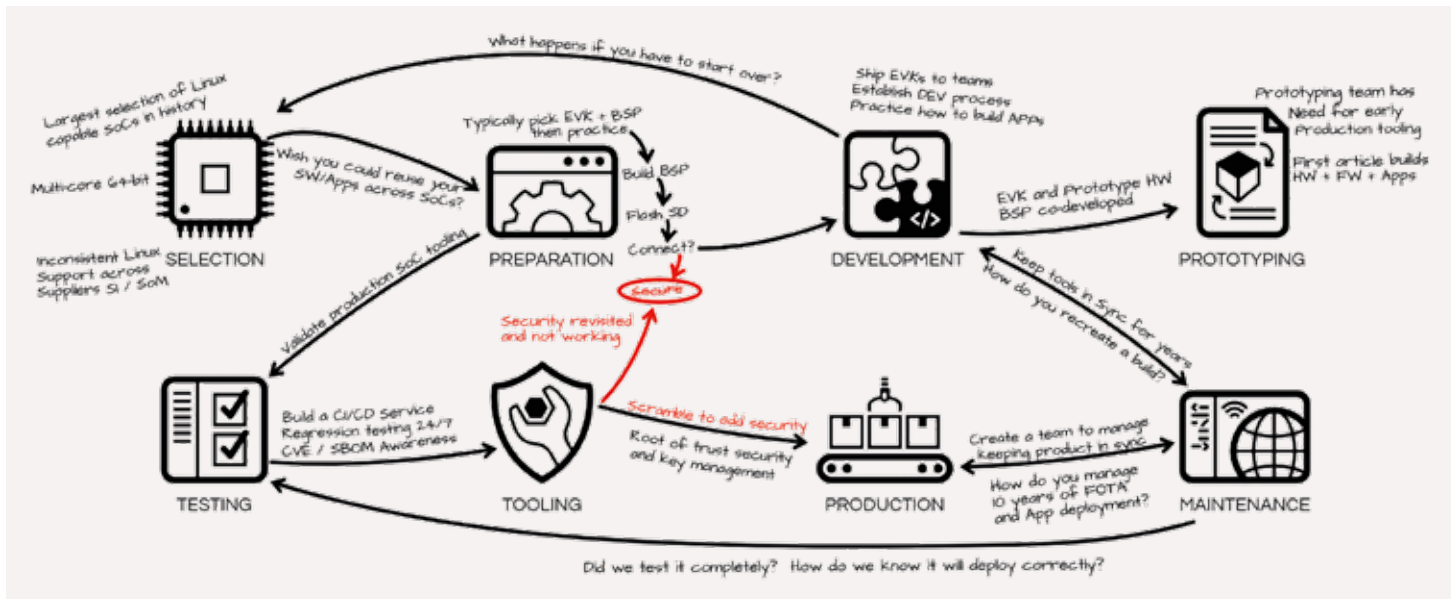 What happens if you have to start over?
Largest selection of Linux
capable SoCs in history
Multi-core 64-bit
Inconsistent Linux
Support across
Suppliers Si / SoM
SELECTION
Wish you could reuse your
SW/Apps across SoCs?
Typically pick EVK + BSP
then practice
Build BSP
Flash SD
Connect?
Secure
PREPARATION
Ship EVKs to teams
Establish DEV process
Practice how to build Apps
</>
DEVELOPMENT
EVK and Prototype HW
BSP co-developed
Prototyping team has
Need for early
Production tooling
First article builds
HW + FW + Apps
PROTOTYPING
Validate production SoC tooling
Security revisited
and not working
Keep tools in Sync for years
How do you recreate a build?
TESTING
Build a CI/CD Service
Regression testing 24/7
CVE / SBOM Awareness
TOOLING
Scramble to add security
Root of trust security
and key management
PRODUCTION
Create a team to manage
keeping product in sync
How do you manage
10 years of FOTA
and App deployment?
MAINTENANCE
Did we test it completely? How do we know it will deploy correctly?